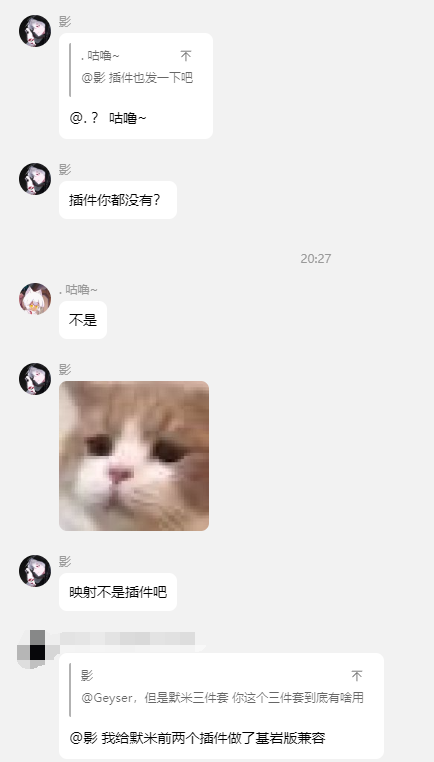 影
. 咕噜~
@影 插件也发一下吧
@. ？ 咕噜~
影
插件你都没有？
20:27
. 咕噜~
不是
影
影
映射不是插件吧
影
@Geyser，但是默米三件套 你这个三件套到底有啥用
@影 我给默米前两个插件做了基岩版兼容